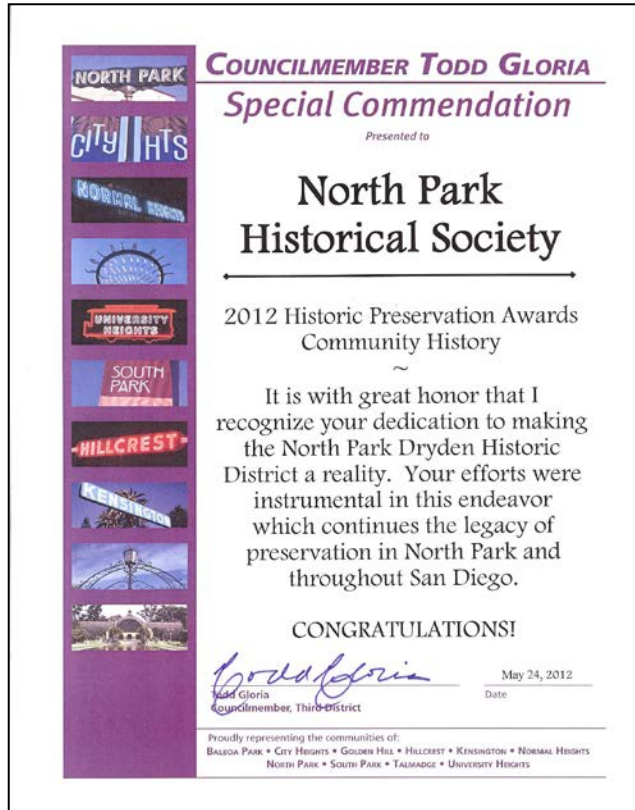 NORTH PARK
CITY HTS
NORMAL HEIGHTS
UNIVERSITY
HEIGHTS
SOUTH
PARK
HILLCREST
KENSINGTON
COUNCILMEMBER TODD GLORIA
Special Commendation
Presented to
North Park
Historical Society
2012 Historic Preservation Awards
Community History
~
It is with great honor that I
recognize your dedication to making
the North Park Dryden Historic
District a reality. Your efforts were
instrumental in this endeavor
which continues the legacy of
preservation in North Park and
throughout San Diego.
CONGRATULATIONS!
Todd Gloria
May 24, 2012
Todd Gloria
Date
Councilmember, Third District
Proudly representing the communities of:
BALBOA PARK • CITY HEIGHTS • GOLDEN HILL • HILLCREST • KENSINGTON • NORMAL HEIGHTS
NORTH PARK • SOUTH PARK • TALMADGE • UNIVERSITY HEIGHTS